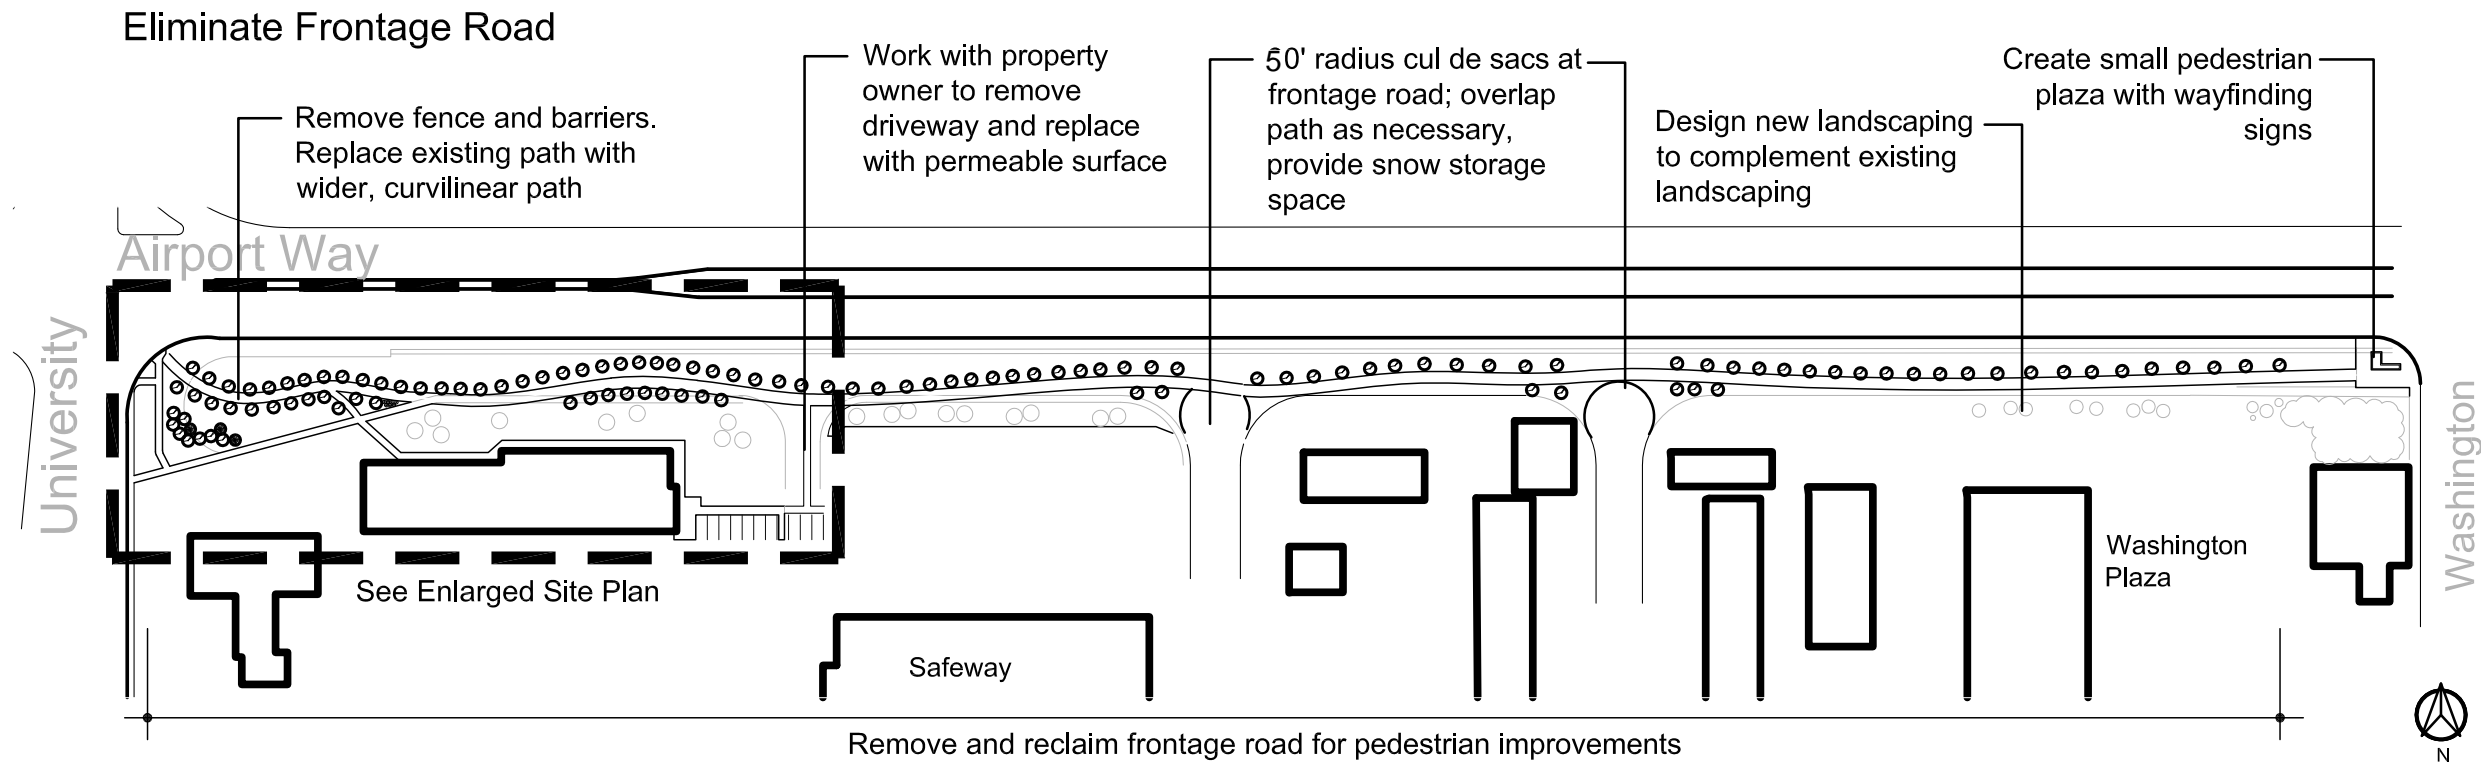 Eliminate Frontage Road
Remove fence and barriers.
Replace existing path with
wider, curvilinear path
Work with property
owner to remove
driveway and replace
with permeable surface
50' radius cul de sacs at
frontage road; overlap
path as necessary,
provide snow storage
space
Design new landscaping
to complement existing
landscaping
Create small pedestrian
plaza with wayfinding
signs
Airport Way
University
Washington
See Enlarged Site Plan
Safeway
Washington
Plaza
Remove and reclaim frontage road for pedestrian improvements
N